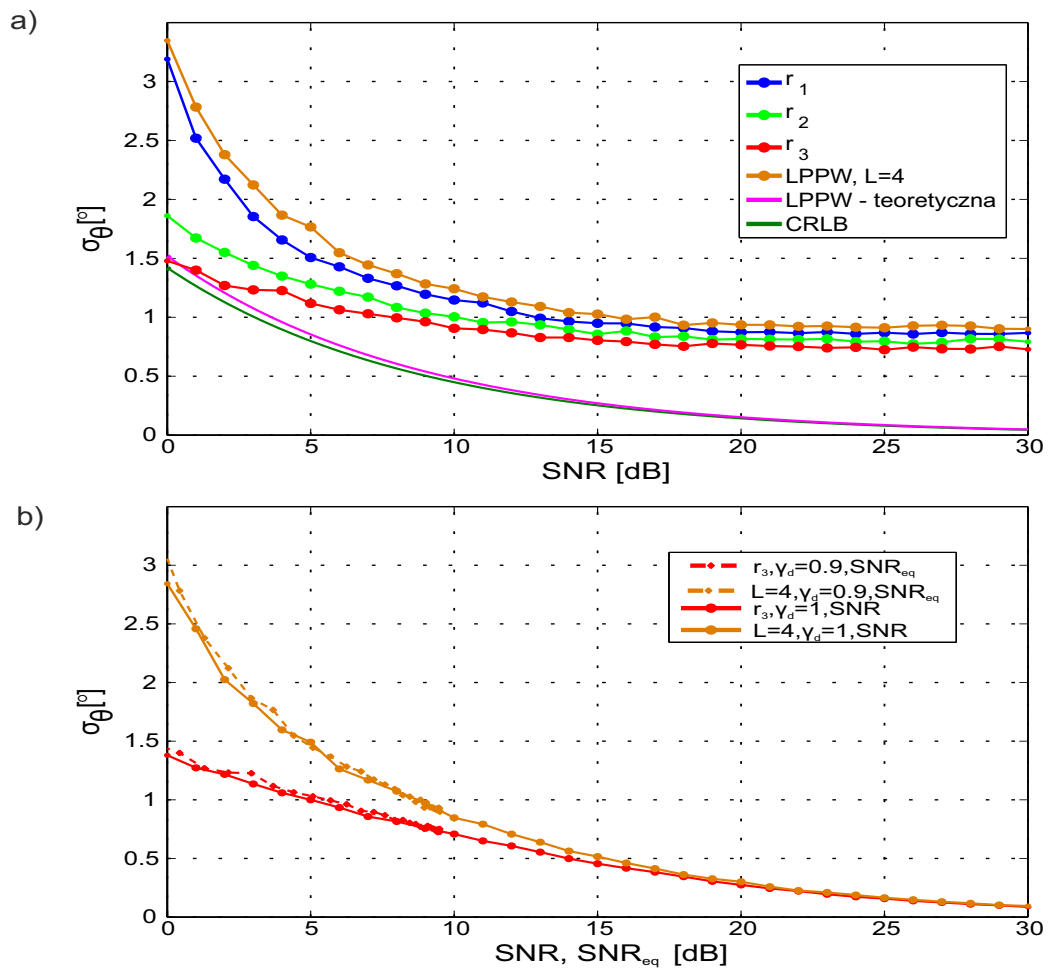 a)
3
2.5
2
1.5
1
0.5
0
σθ[°]
r 1
r 2
r 3
LPPW, L=4
LPPW - teoretyczna
CRLB
0 5 10 15 20 25 30
SNR [dB]
b)
3
2.5
2
1.5
1
0.5
0
σθ[°]
r₃,γd=0.9,SNReq
L=4,γd=0.9,SNReq
r₃,γd=1,SNR
L=4,γd=1,SNR
0 5 10 15 20 25 30
SNR, SNReq [dB]